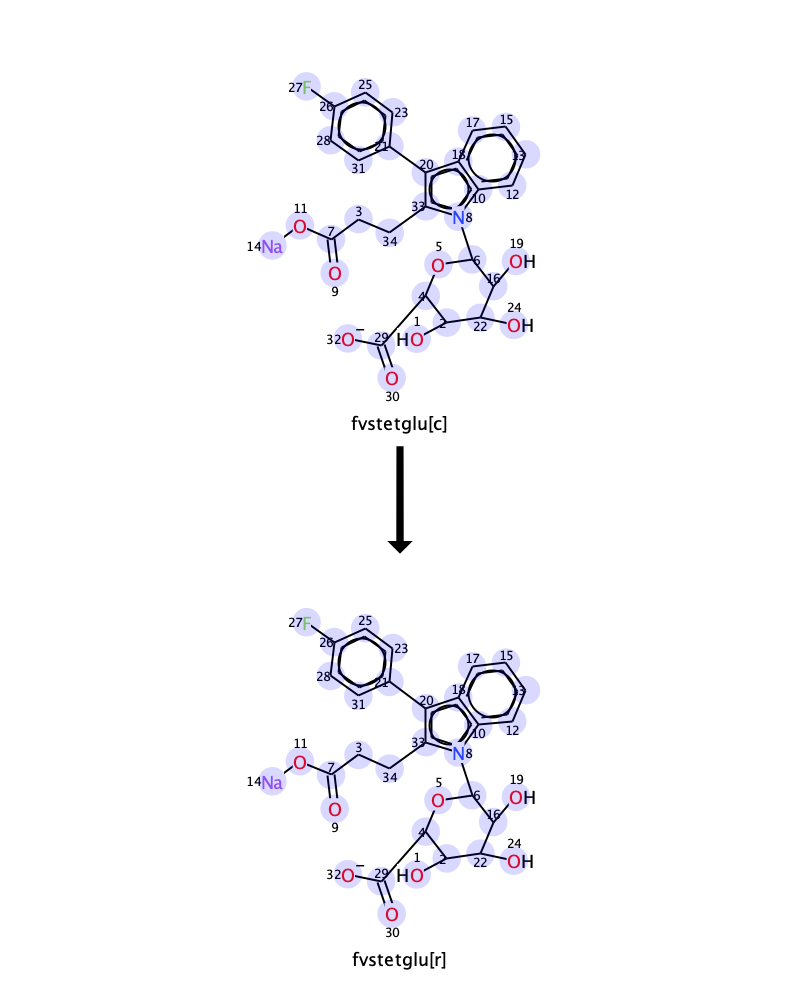 25
27F
26
23
17
15
28
21
18
13
31
20
10
12
11
3
33
N8
14Na
O
7
34
5
6
19
O
O
OH
9
16
4
1
24
32O−
29
HO
2
22
OH
O
30
fvstetglu[c]
25
27F
26
23
17
15
28
21
18
13
31
20
10
12
11
3
33
N8
14Na
O
7
34
5
6
19
O
O
OH
9
16
4
1
24
32O−
29
HO
2
22
OH
O
30
fvstetglu[r]